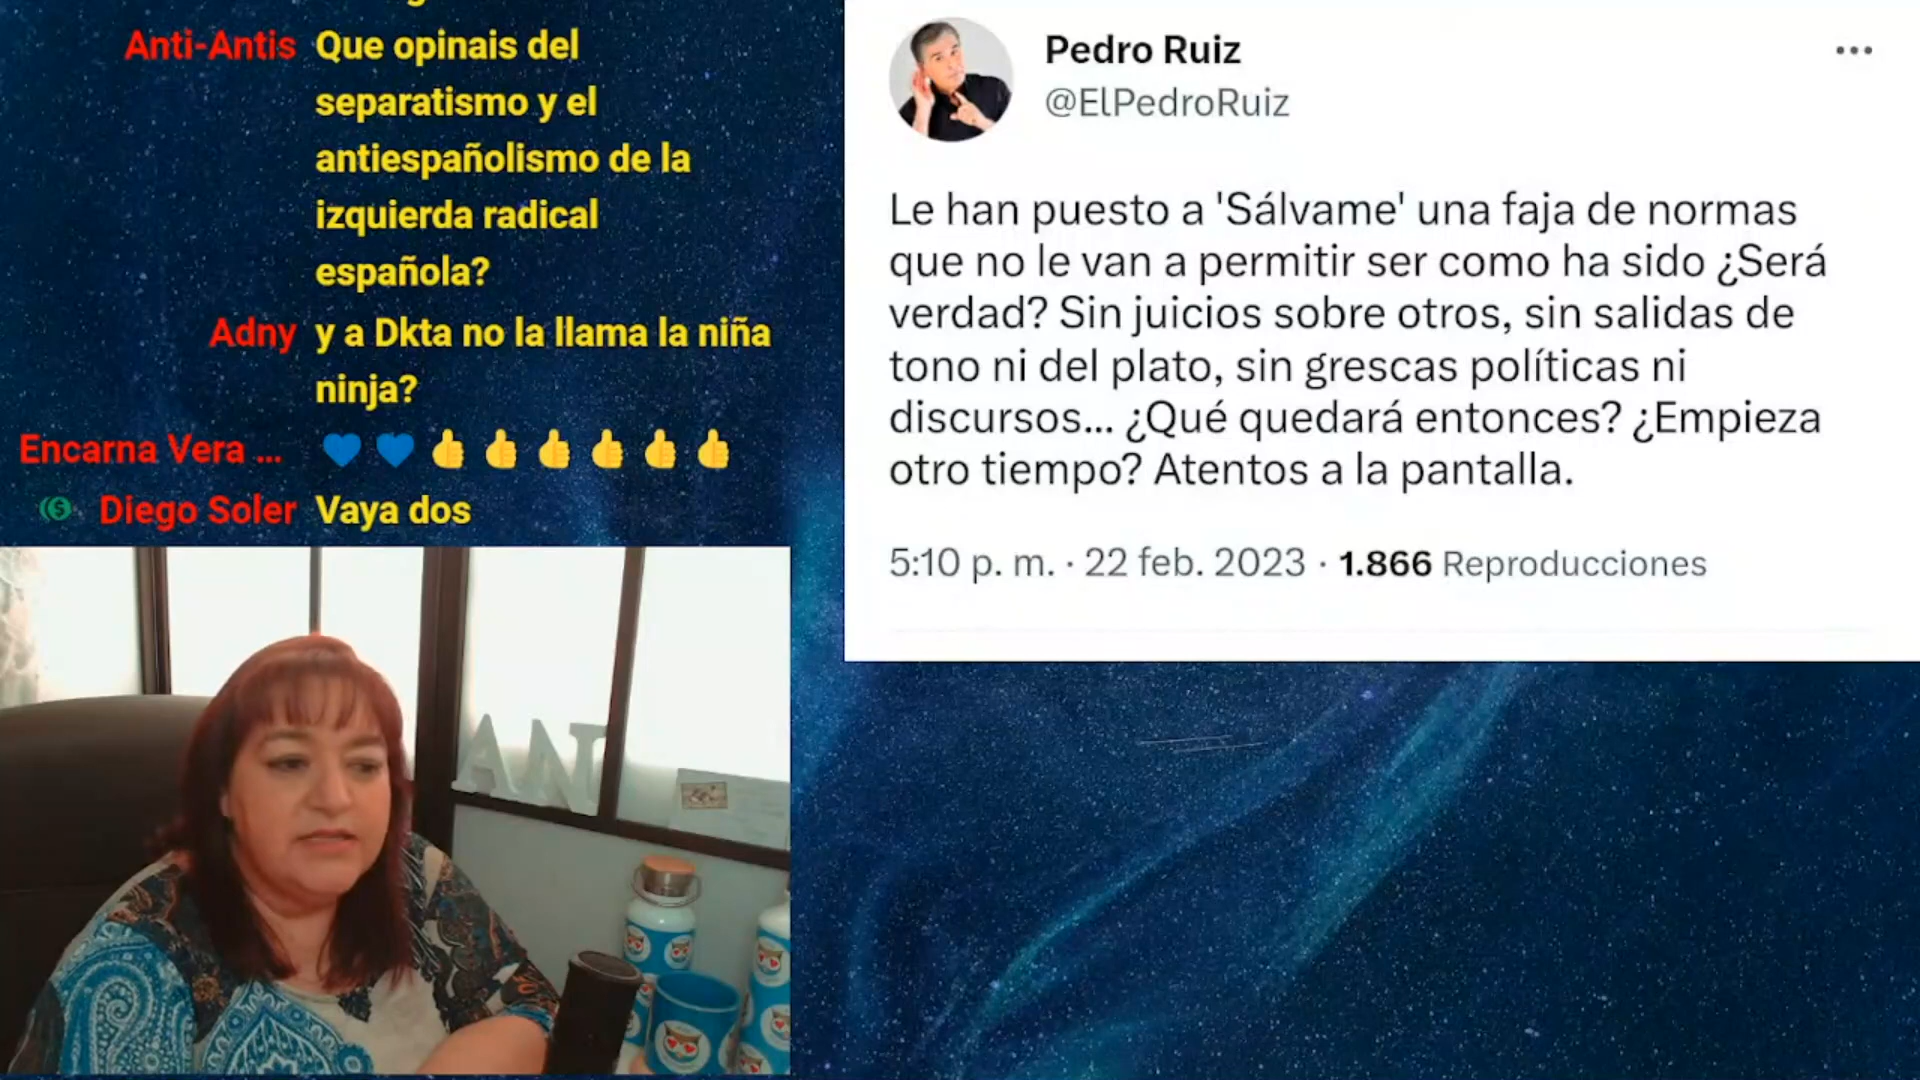 Anti-Antis Que opinais del
separatismo y el
antiespañolismo de la
izquierda radical
española?
Adny y a Dkta no la llama la niña
ninja?
Encarna Vera ... 💙 💙 👍 👍 👍 👍 👍 👍
Diego Soler Vaya dos
AN
Pedro Ruiz
@ElPedroRuiz
Le han puesto a 'Sálvame' una faja de normas
que no le van a permitir ser como ha sido ¿Será
verdad? Sin juicios sobre otros, sin salidas de
tono ni del plato, sin grescas políticas ni
discursos... ¿Qué quedará entonces? ¿Empieza
otro tiempo? Atentos a la pantalla.
5:10 p. m. · 22 feb. 2023 · 1.866 Reproducciones